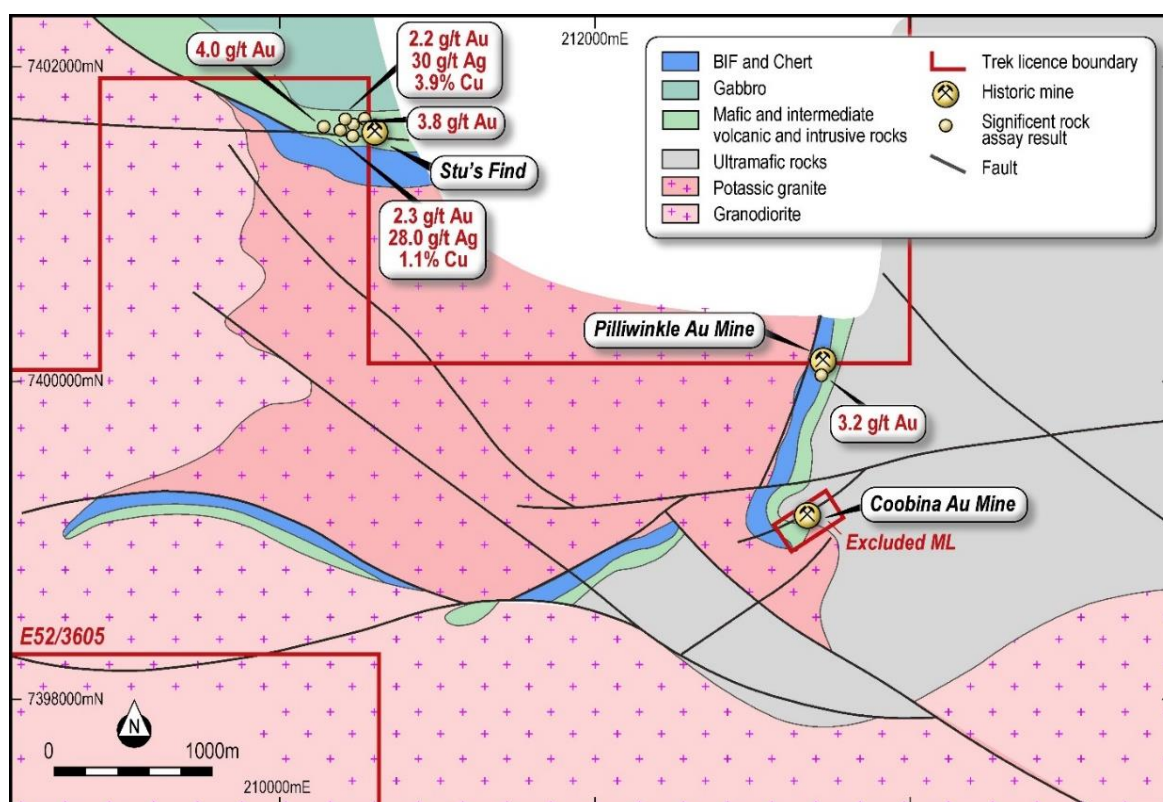 212000mE
7402000mN
4.0 g/t Au
2.2 g/t Au
30 g/t Ag
3.9% Cu
3.8 g/t Au
Stu's Find
2.3 g/t Au
28.0 g/t Ag
1.1% Cu
BIF and Chert
Gabbro
Mafic and intermediate
volcanic and intrusive rocks
Ultramafic rocks
Potassic granite
Granodiorite
Trek licence boundary
Historic mine
Significant rock
assay result
Fault
Pilliwinkle Au Mine
7400000mN
3.2 g/t Au
Coobina Au Mine
Excluded ML
E52/3605
7398000mN
N
0 1000m
210000mE